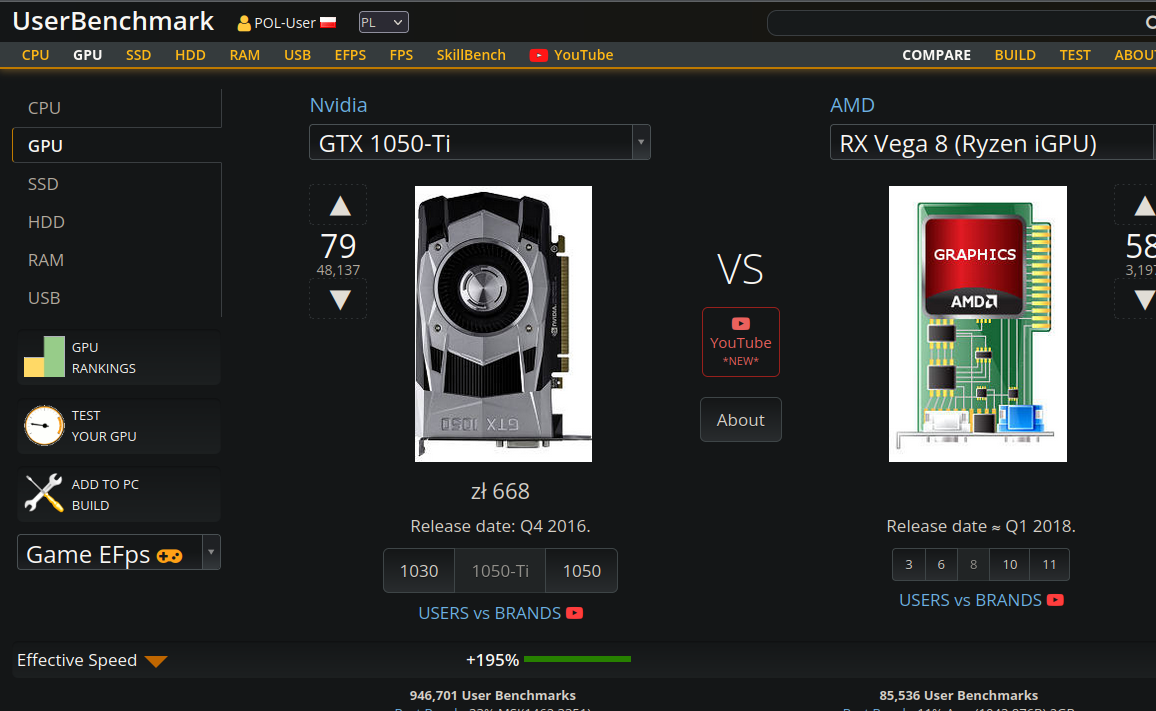 UserBenchmark
POL-User
PL
CPU GPU SSD HDD RAM USB EFPS FPS SkillBench YouTube COMPARE BUILD TEST
CPU
GPU
SSD
HDD
RAM
USB
GPU
RANKINGS
TEST
YOUR GPU
ADD TO PC
BUILD
Game EFps
Nvidia
GTX 1050-Ti
79
48,137
NVIDIA
GTX 1050
zł 668
Release date: Q4 2016.
1030 1050-Ti 1050
USERS vs BRANDS
VS
YouTube
*NEW*
About
AMD
RX Vega 8 (Ryzen iGPU)
58
3,197
GRAPHICS
AMD
Release date ≈ Q1 2018.
3 6 8 10 11
USERS vs BRANDS
Effective Speed +195%
946,701 User Benchmarks 85,536 User Benchmarks